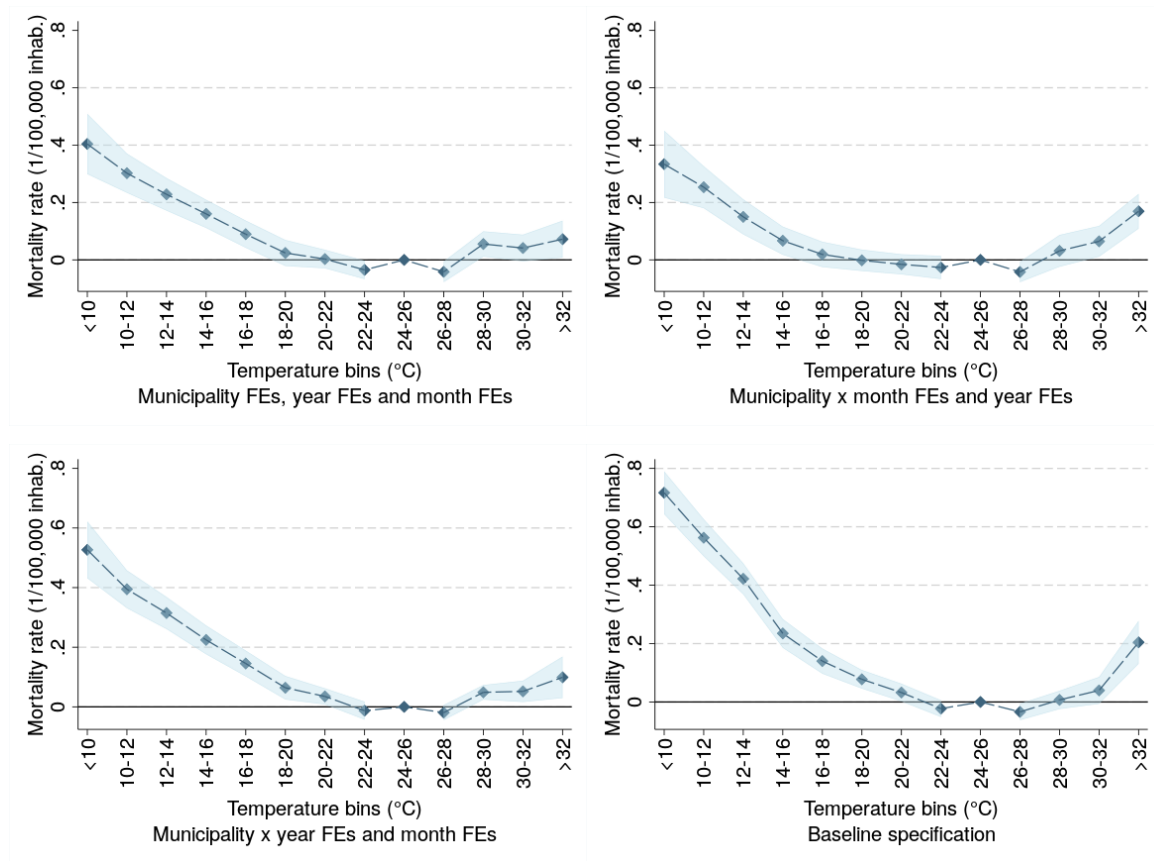 Mortality rate (1/100,000 inhab.)
.8
.6
.4
.2
0
<10 10-12 12-14 14-16 16-18 18-20 20-22 22-24 24-26 26-28 28-30 30-32 >32
Temperature bins (°C)
Municipality FEs, year FEs and month FEs
Mortality rate (1/100,000 inhab.)
.8
.6
.4
.2
0
<10 10-12 12-14 14-16 16-18 18-20 20-22 22-24 24-26 26-28 28-30 30-32 >32
Temperature bins (°C)
Municipality x month FEs and year FEs
Mortality rate (1/100,000 inhab.)
.8
.6
.4
.2
0
<10 10-12 12-14 14-16 16-18 18-20 20-22 22-24 24-26 26-28 28-30 30-32 >32
Temperature bins (°C)
Municipality x year FEs and month FEs
Mortality rate (1/100,000 inhab.)
.8
.6
.4
.2
0
<10 10-12 12-14 14-16 16-18 18-20 20-22 22-24 24-26 26-28 28-30 30-32 >32
Temperature bins (°C)
Baseline specification